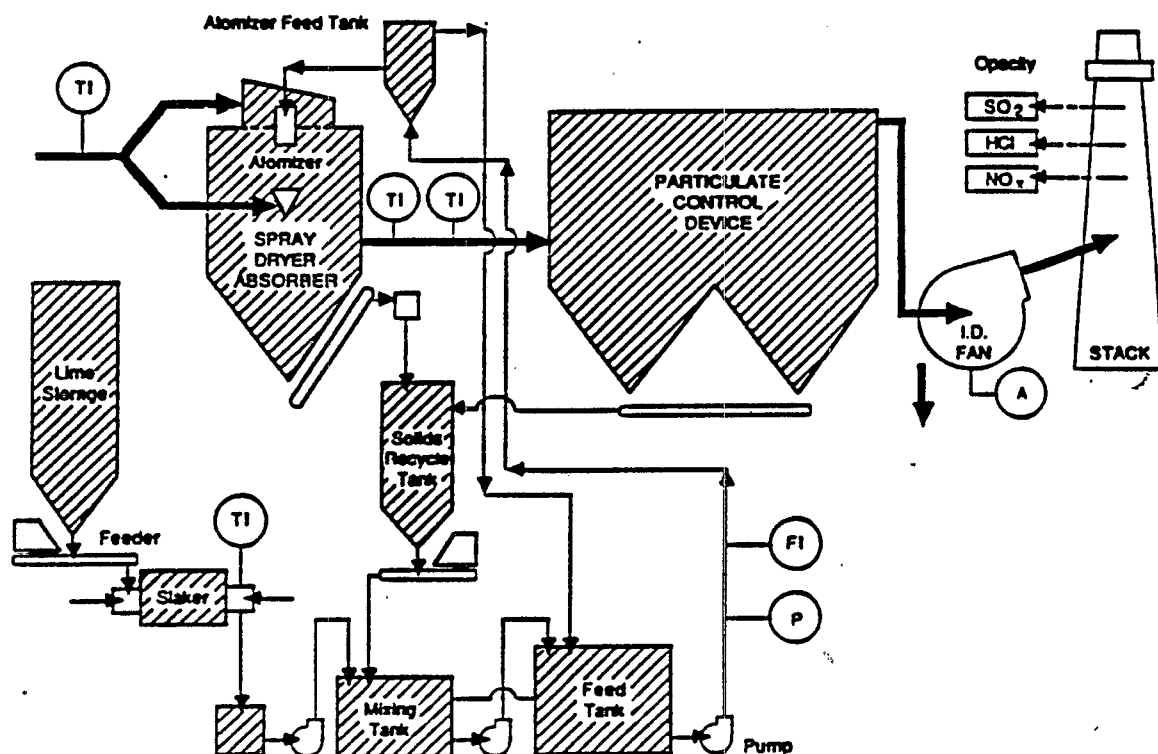 Atomizer Feed Tank
TI
Opacity
SO2
HCl
NOx
Atomizer
TI
TI
PARTICULATE
CONTROL
DEVICE
SPRAY
DRYER
ABSORBER
I.D.
FAN
STACK
A
Lime
Storage
Solids
Recycle
Tank
TI
Feeder
FI
Slaker
P
Feed
Tank
Mixing
Tank
Pump